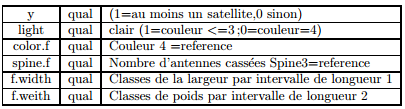 y qual (1=au moins un satellite,0 sinon)
light qual clair (1=couleur <=3 ;0=couleur=4)
color.f qual Couleur 4 =reference
spine.f qual Nombre d'antennes cassées Spine3=reference
f.width qual Classes de la largeur par intervalle de longueur 1
f.weith qual Classes de poids par intervalle de longueur 2